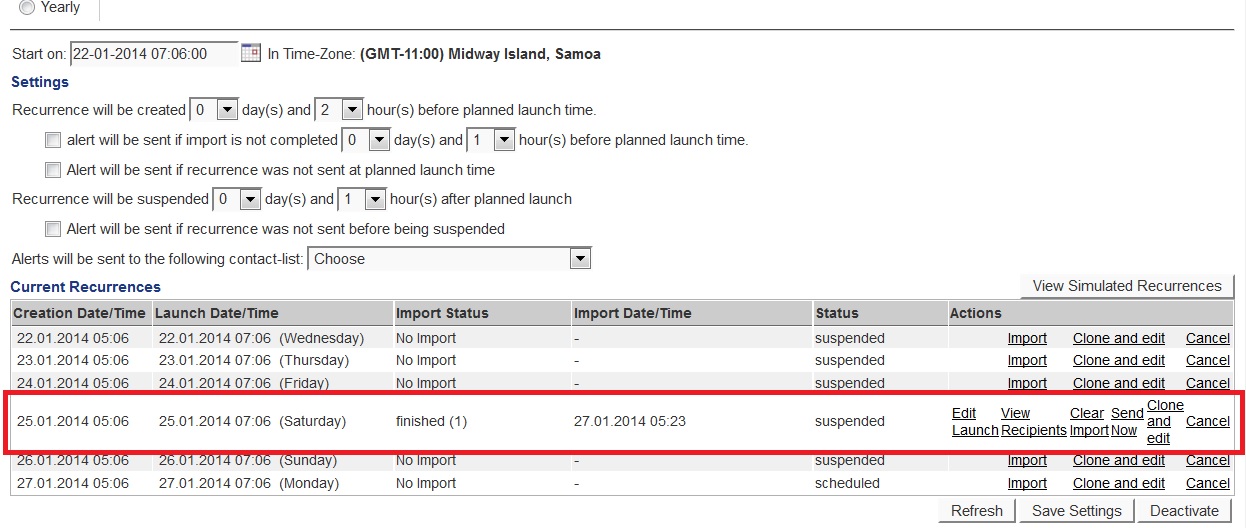 Yearly
Start on: 22-01-2014 07:06:00 In Time-Zone: (GMT-11:00) Midway Island, Samoa
Settings
Recurrence will be created 0 day(s) and 2 hour(s) before planned launch time.
alert will be sent if import is not completed 0 day(s) and 1 hour(s) before planned launch time.
Alert will be sent if recurrence was not sent at planned launch time
Recurrence will be suspended 0 day(s) and 1 hour(s) after planned launch
Alert will be sent if recurrence was not sent before being suspended
Alerts will be sent to the following contact-list: Choose
Current Recurrences View Simulated Recurrences
Creation Date/Time Launch Date/Time Import Status Import Date/Time Status Actions
22.01.2014 05:06 22.01.2014 07:06 (Wednesday) No Import - suspended Import Clone and edit Cancel
23.01.2014 05:06 23.01.2014 07:06 (Thursday) No Import - suspended Import Clone and edit Cancel
24.01.2014 05:06 24.01.2014 07:06 (Friday) No Import - suspended Import Clone and edit Cancel
25.01.2014 05:06 25.01.2014 07:06 (Saturday) finished (1) 27.01.2014 05:23 suspended Edit Launch View Recipients Clear Import Send Now Clone and edit Cancel
26.01.2014 05:06 26.01.2014 07:06 (Sunday) No Import - suspended Import Clone and edit Cancel
27.01.2014 05:06 27.01.2014 07:06 (Monday) No Import - scheduled Import Clone and edit Cancel
Refresh Save Settings Deactivate